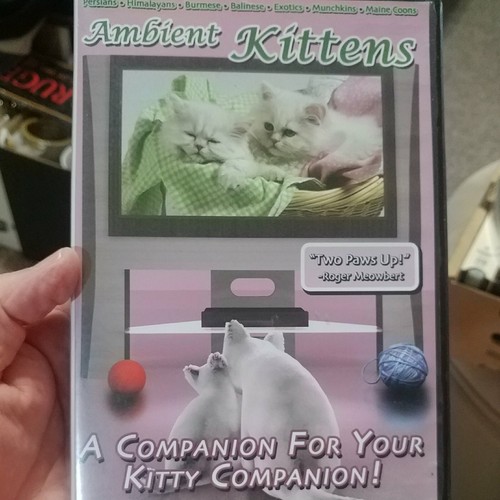 Persians • Himalayans • Burmese • Balinese • Exotics • Munchkins • Maine Coons
Ambient Kittens
"Two Paws Up!"
-Roger Meowbert
A Companion For Your
Kitty Companion!
RUG